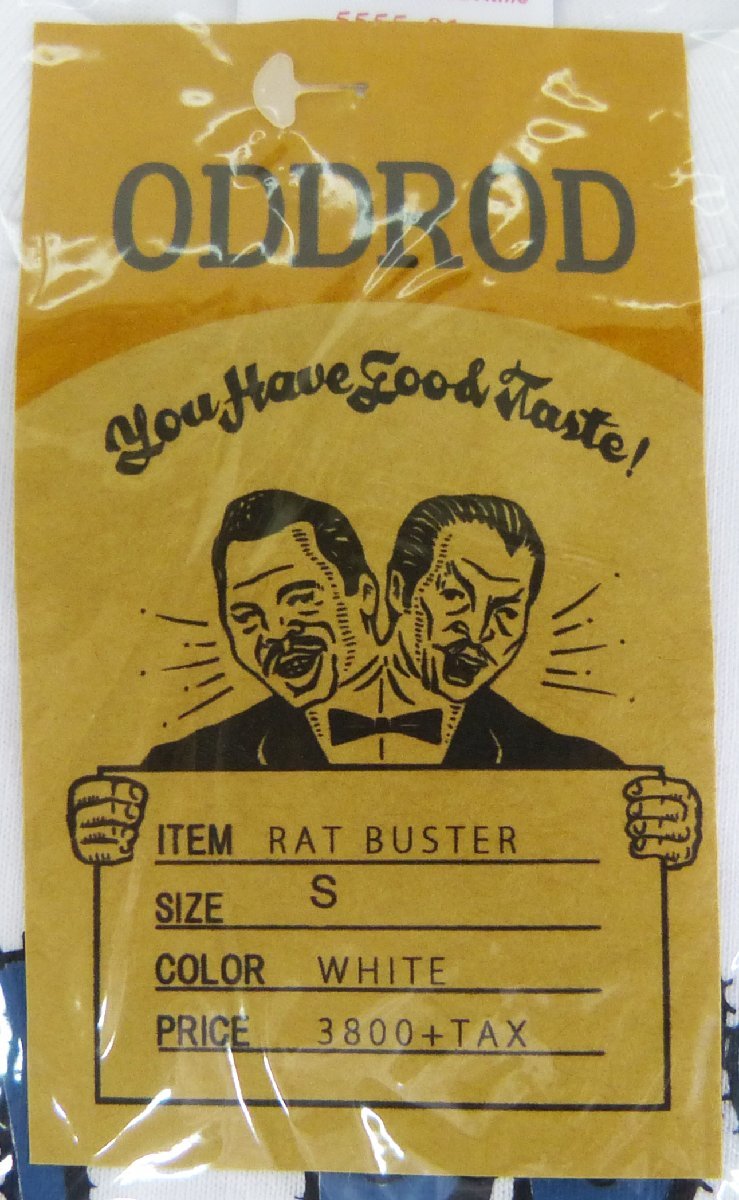 ODDROD
You Have Good Taste!
ITEM RAT BUSTER
SIZE S
COLOR WHITE
PRICE 3800+TAX